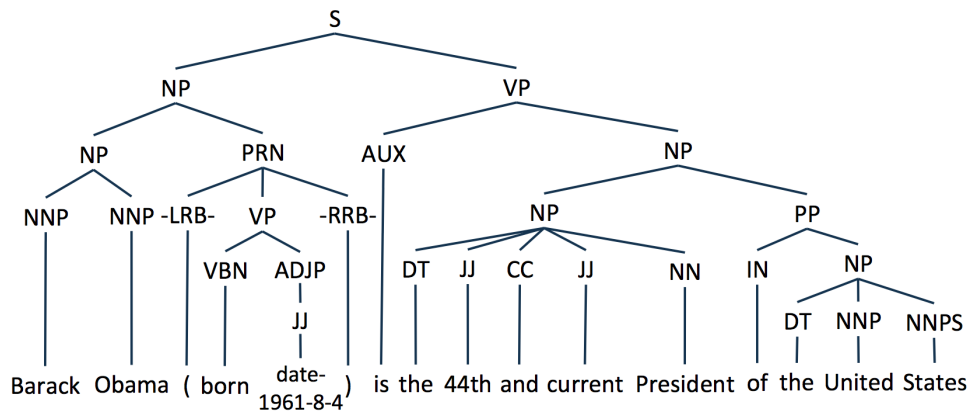 S
NP VP
NP PRN AUX NP
NNP NNP -LRB- VP -RRB- NP PP
VBN ADJP DT JJ CC JJ NN IN NP
JJ DT NNP NNPS
Barack Obama ( born date-1961-8-4 ) is the 44th and current President of the United States